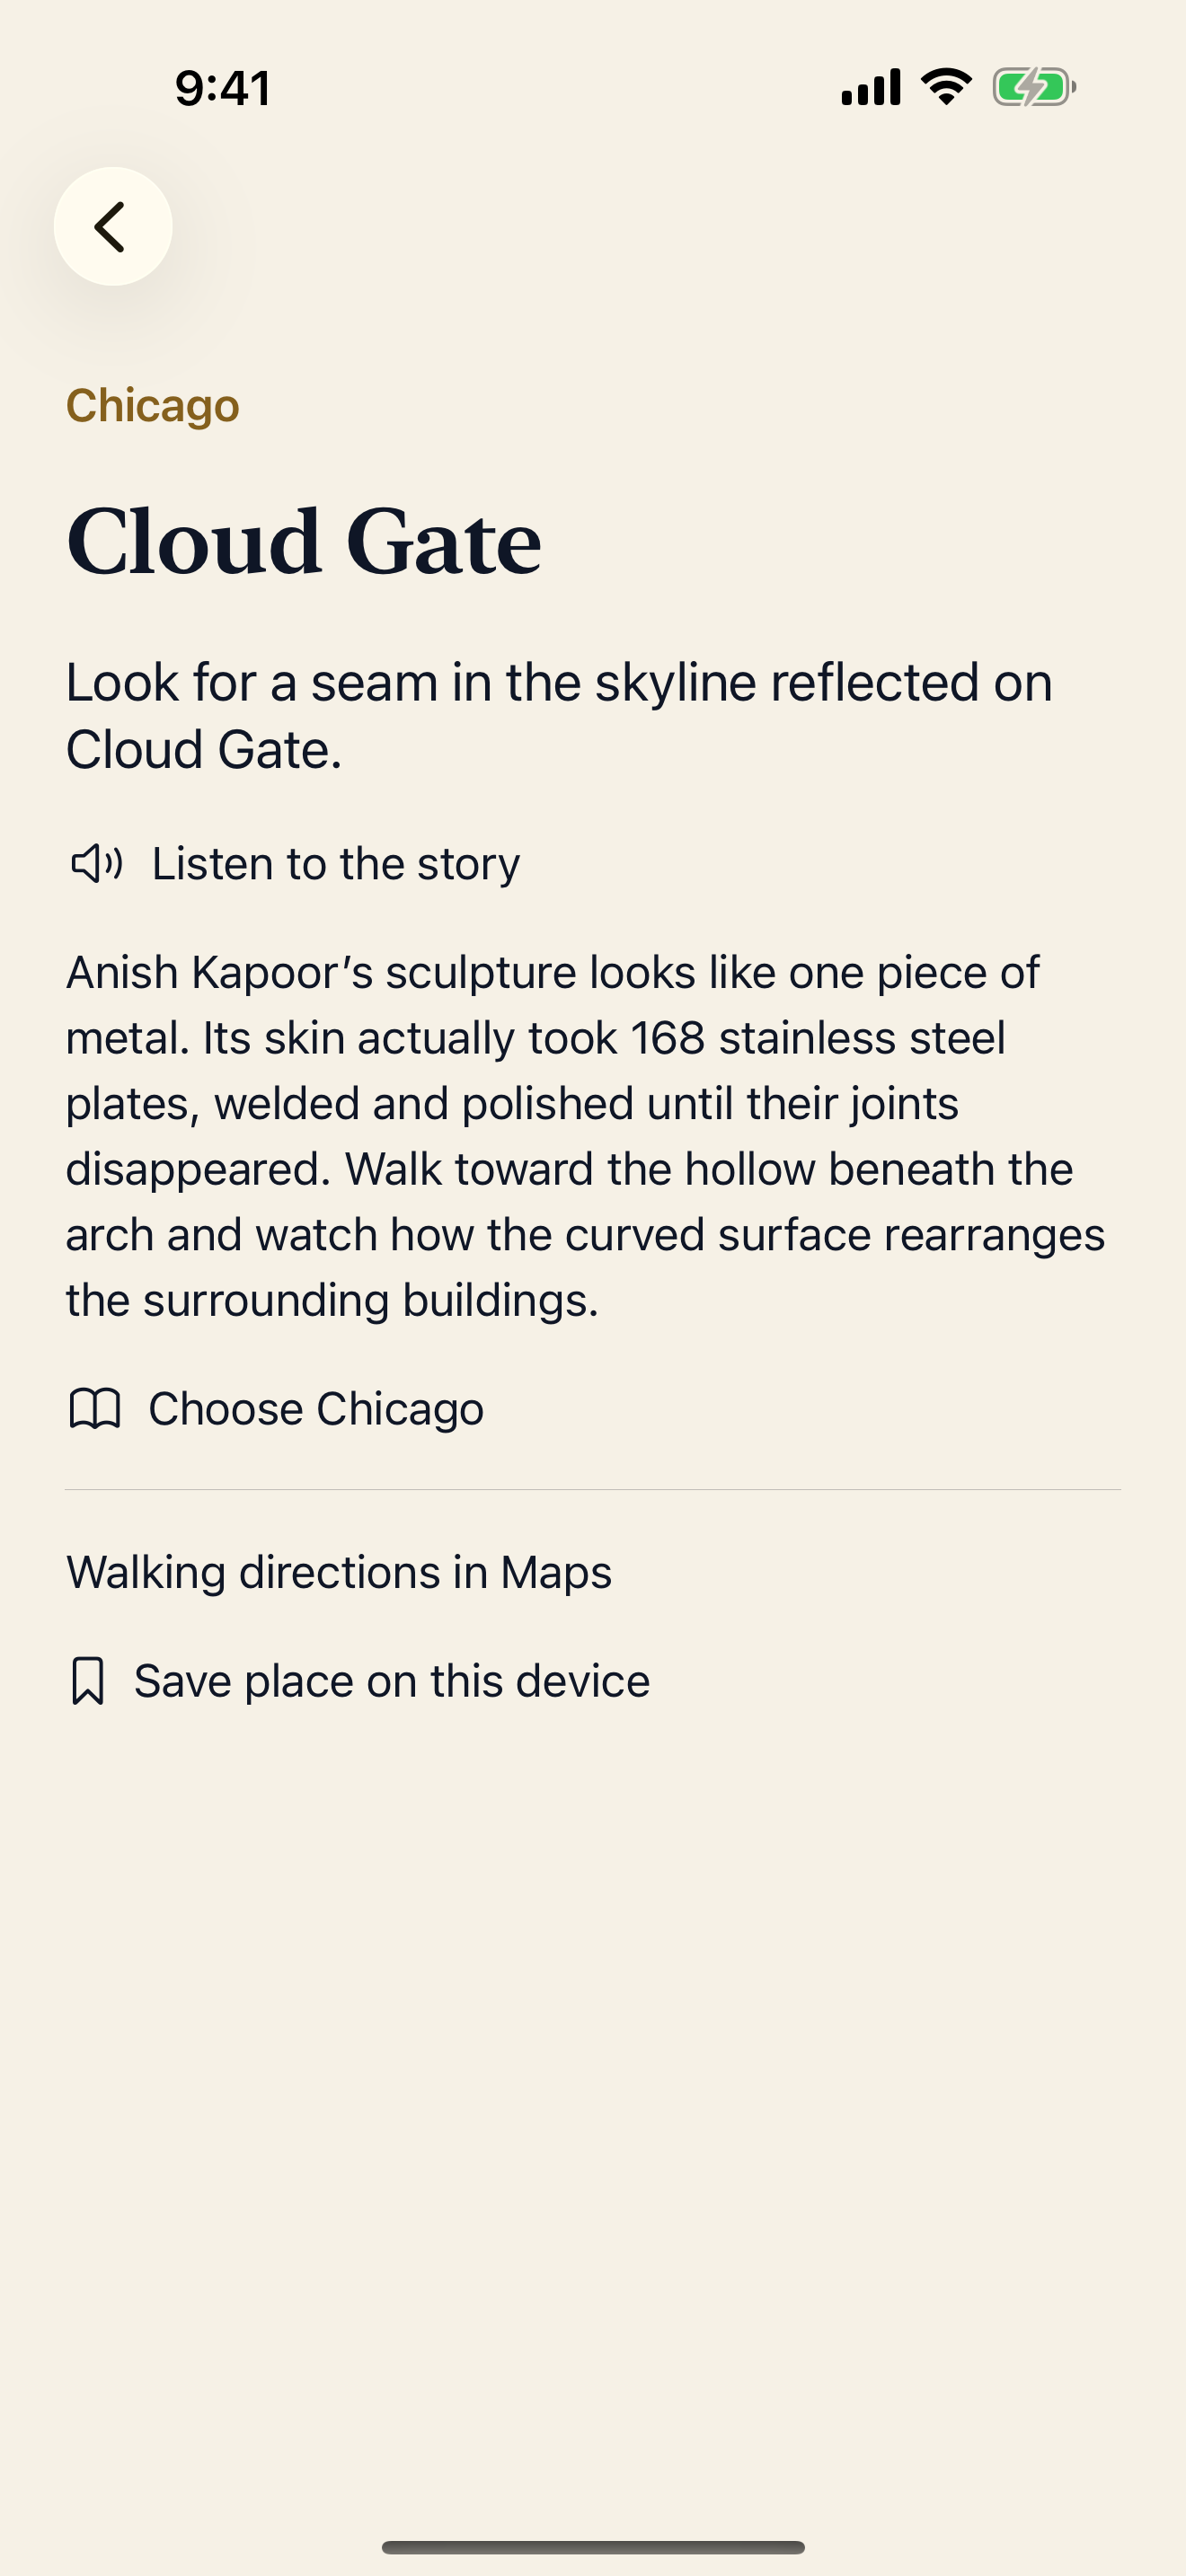 9:41
Chicago
Cloud Gate
Look for a seam in the skyline reflected on
Cloud Gate.
Listen to the story
Anish Kapoor’s sculpture looks like one piece of
metal. Its skin actually took 168 stainless steel
plates, welded and polished until their joints
disappeared. Walk toward the hollow beneath the
arch and watch how the curved surface rearranges
the surrounding buildings.
Choose Chicago
Walking directions in Maps
Save place on this device